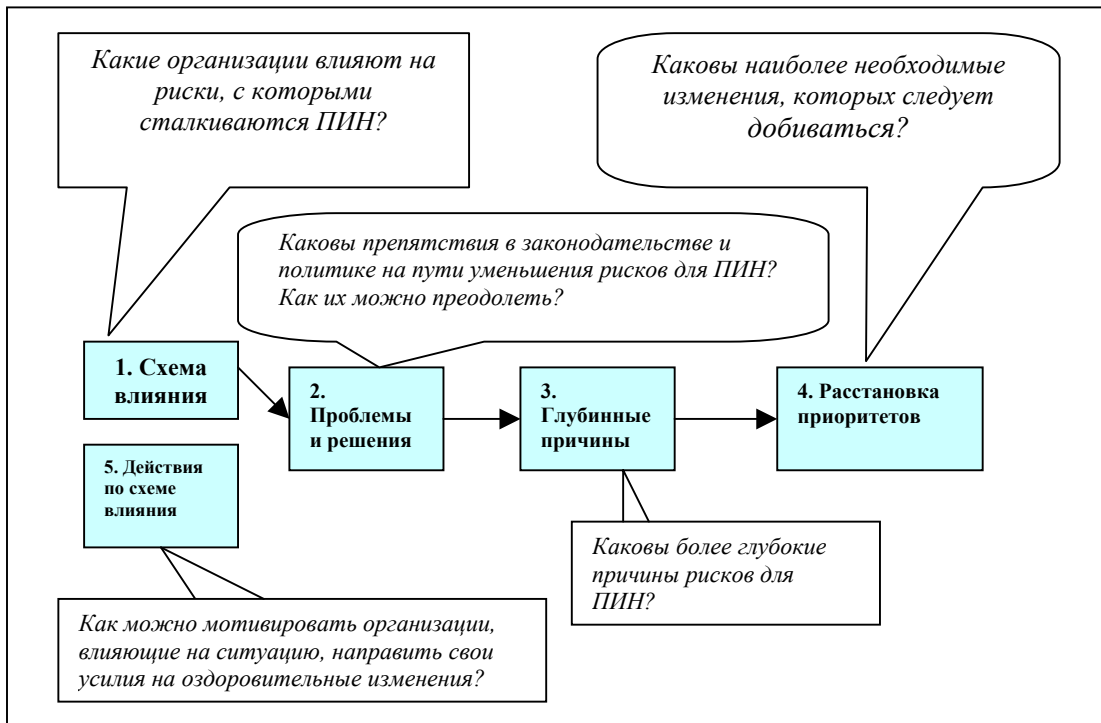 Какие организации влияют на
риски, с которыми
сталкиваются ПИН?
Каковы наиболее необходимые
изменения, которых следует
добиваться?
Каковы препятствия в законодательстве и
политике на пути уменьшения рисков для ПИН?
Как их можно преодолеть?
1. Схема
влияния
2.
Проблемы
и решения
3.
Глубинные
причины
4. Расстановка
приоритетов
5. Действия
по схеме
влияния
Каковы более глубокие
причины рисков для
ПИН?
Как можно мотивировать организации,
влияющие на ситуацию, направить свои
усилия на оздоровительные изменения?